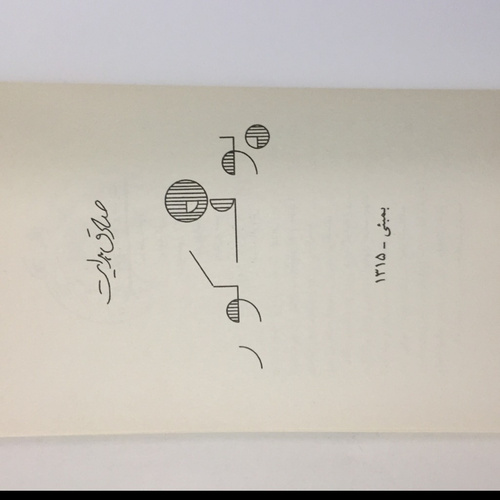 صادق هدایت
بوف کور
بمبئی ـ ۱۳۱۵